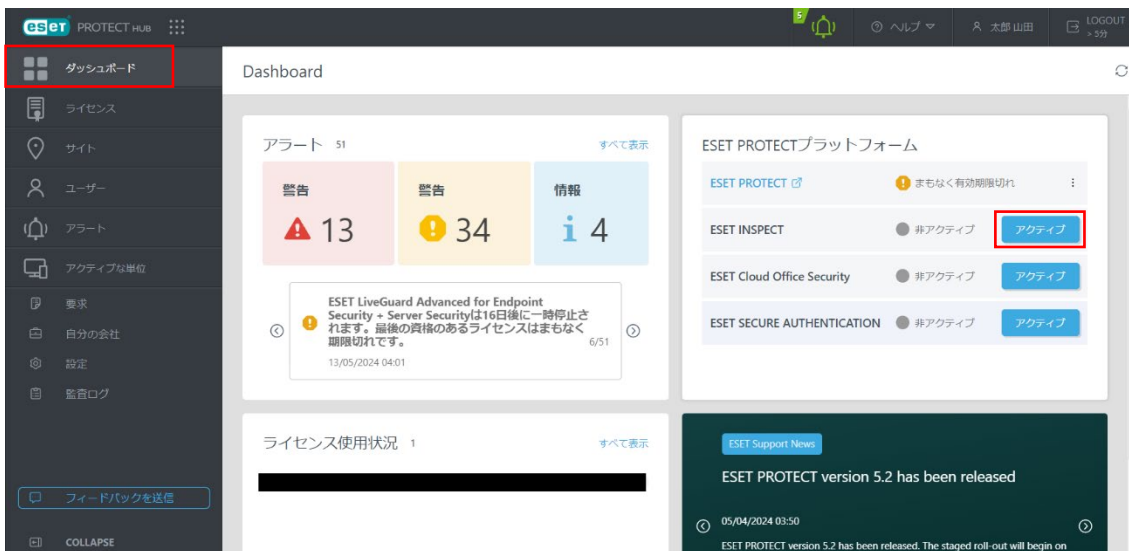 eset PROTECT HUB
5
ヘルプ
太郎 山田
LOGOUT
> 5分
ダッシュボード
ライセンス
サイト
ユーザー
アラート
アクティブな単位
要求
自分の会社
設定
監査ログ
フィードバックを送信
COLLAPSE
Dashboard
アラート 51
すべて表示
警告
13
警告
34
情報
4
ESET LiveGuard Advanced for Endpoint
Security + Server Securityは16日後に一時停止さ
れます。最後の資格のあるライセンスはまもなく
期限切れです。
6/51
13/05/2024 04:01
ESET PROTECTプラットフォーム
ESET PROTECT まもなく有効期限切れ
ESET INSPECT 非アクティブ アクティブ
ESET Cloud Office Security 非アクティブ アクティブ
ESET SECURE AUTHENTICATION 非アクティブ アクティブ
ライセンス使用状況 1
すべて表示
ESET Support News
ESET PROTECT version 5.2 has been released
05/04/2024 03:50
ESET PROTECT version 5.2 has been released. The staged roll-out will begin on